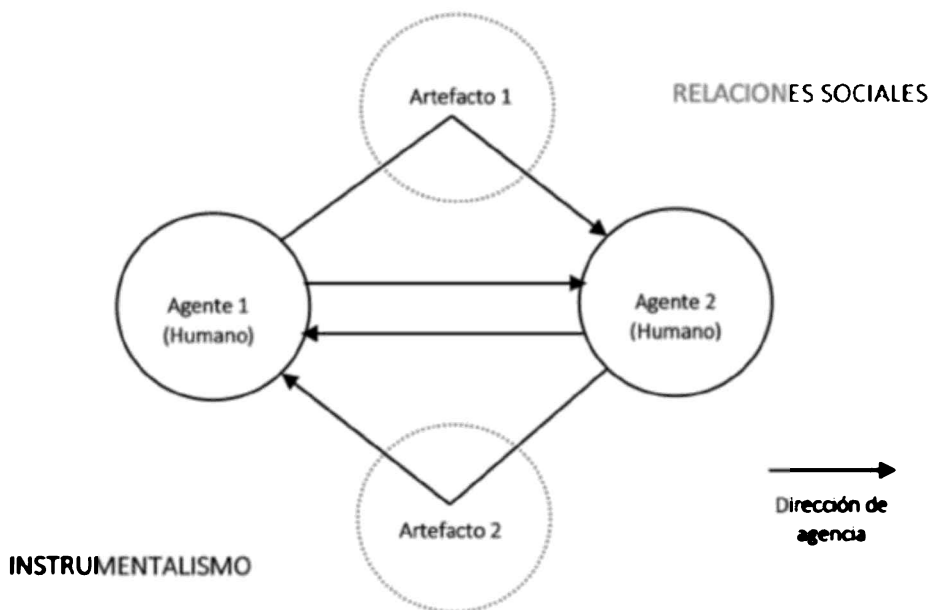 Artefacto 1
RELACIONES SOCIALES
Agente 1
(Humano)
Agente 2
(Humano)
Artefacto 2
Dirección de
agencia
INSTRUMENTALISMO